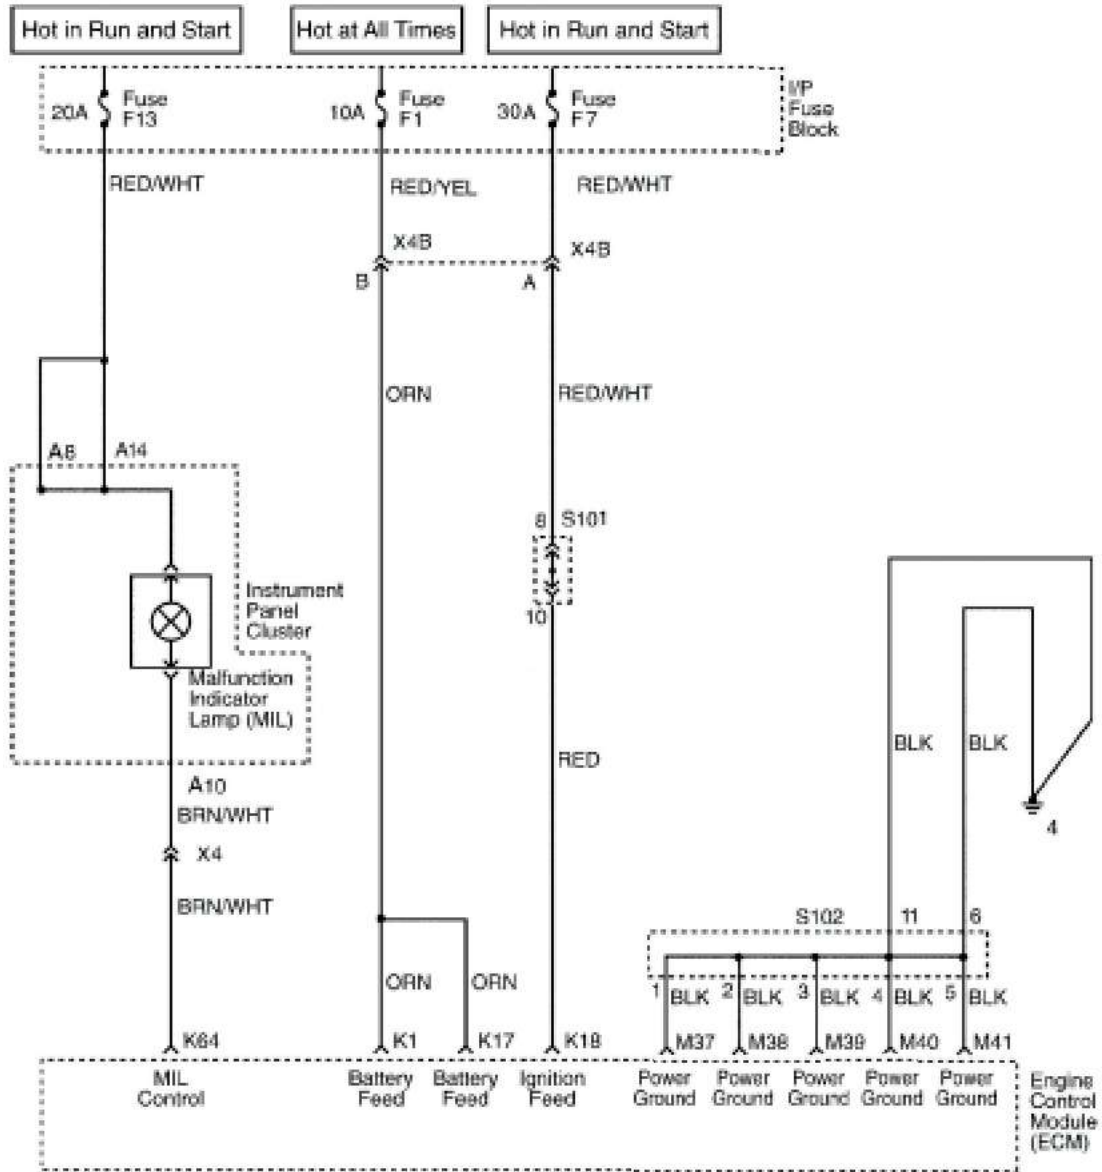 Hot in Run and Start
Hot at All Times
Hot in Run and Start
20A
Fuse
F13
10A
Fuse
F1
30A
Fuse
F7
I/P
Fuse
Block
RED/WHT
RED/YEL
RED/WHT
X4B
X4B
B
A
ORN
RED/WHT
A8
A14
8
S101
10
Instrument
Panel
Cluster
Malfunction
Indicator
Lamp (MIL)
BLK
BLK
RED
A10
BRN/WHT
4
X4
BRN/WHT
S102
11
6
ORN
ORN
1
BLK
2
BLK
3
BLK
4
BLK
5
BLK
K64
K1
K17
K18
M37
M38
M39
M40
M41
MIL
Control
Battery
Feed
Battery
Feed
Ignition
Feed
Power
Ground
Power
Ground
Power
Ground
Power
Ground
Power
Ground
Engine
Control
Module
(ECM)